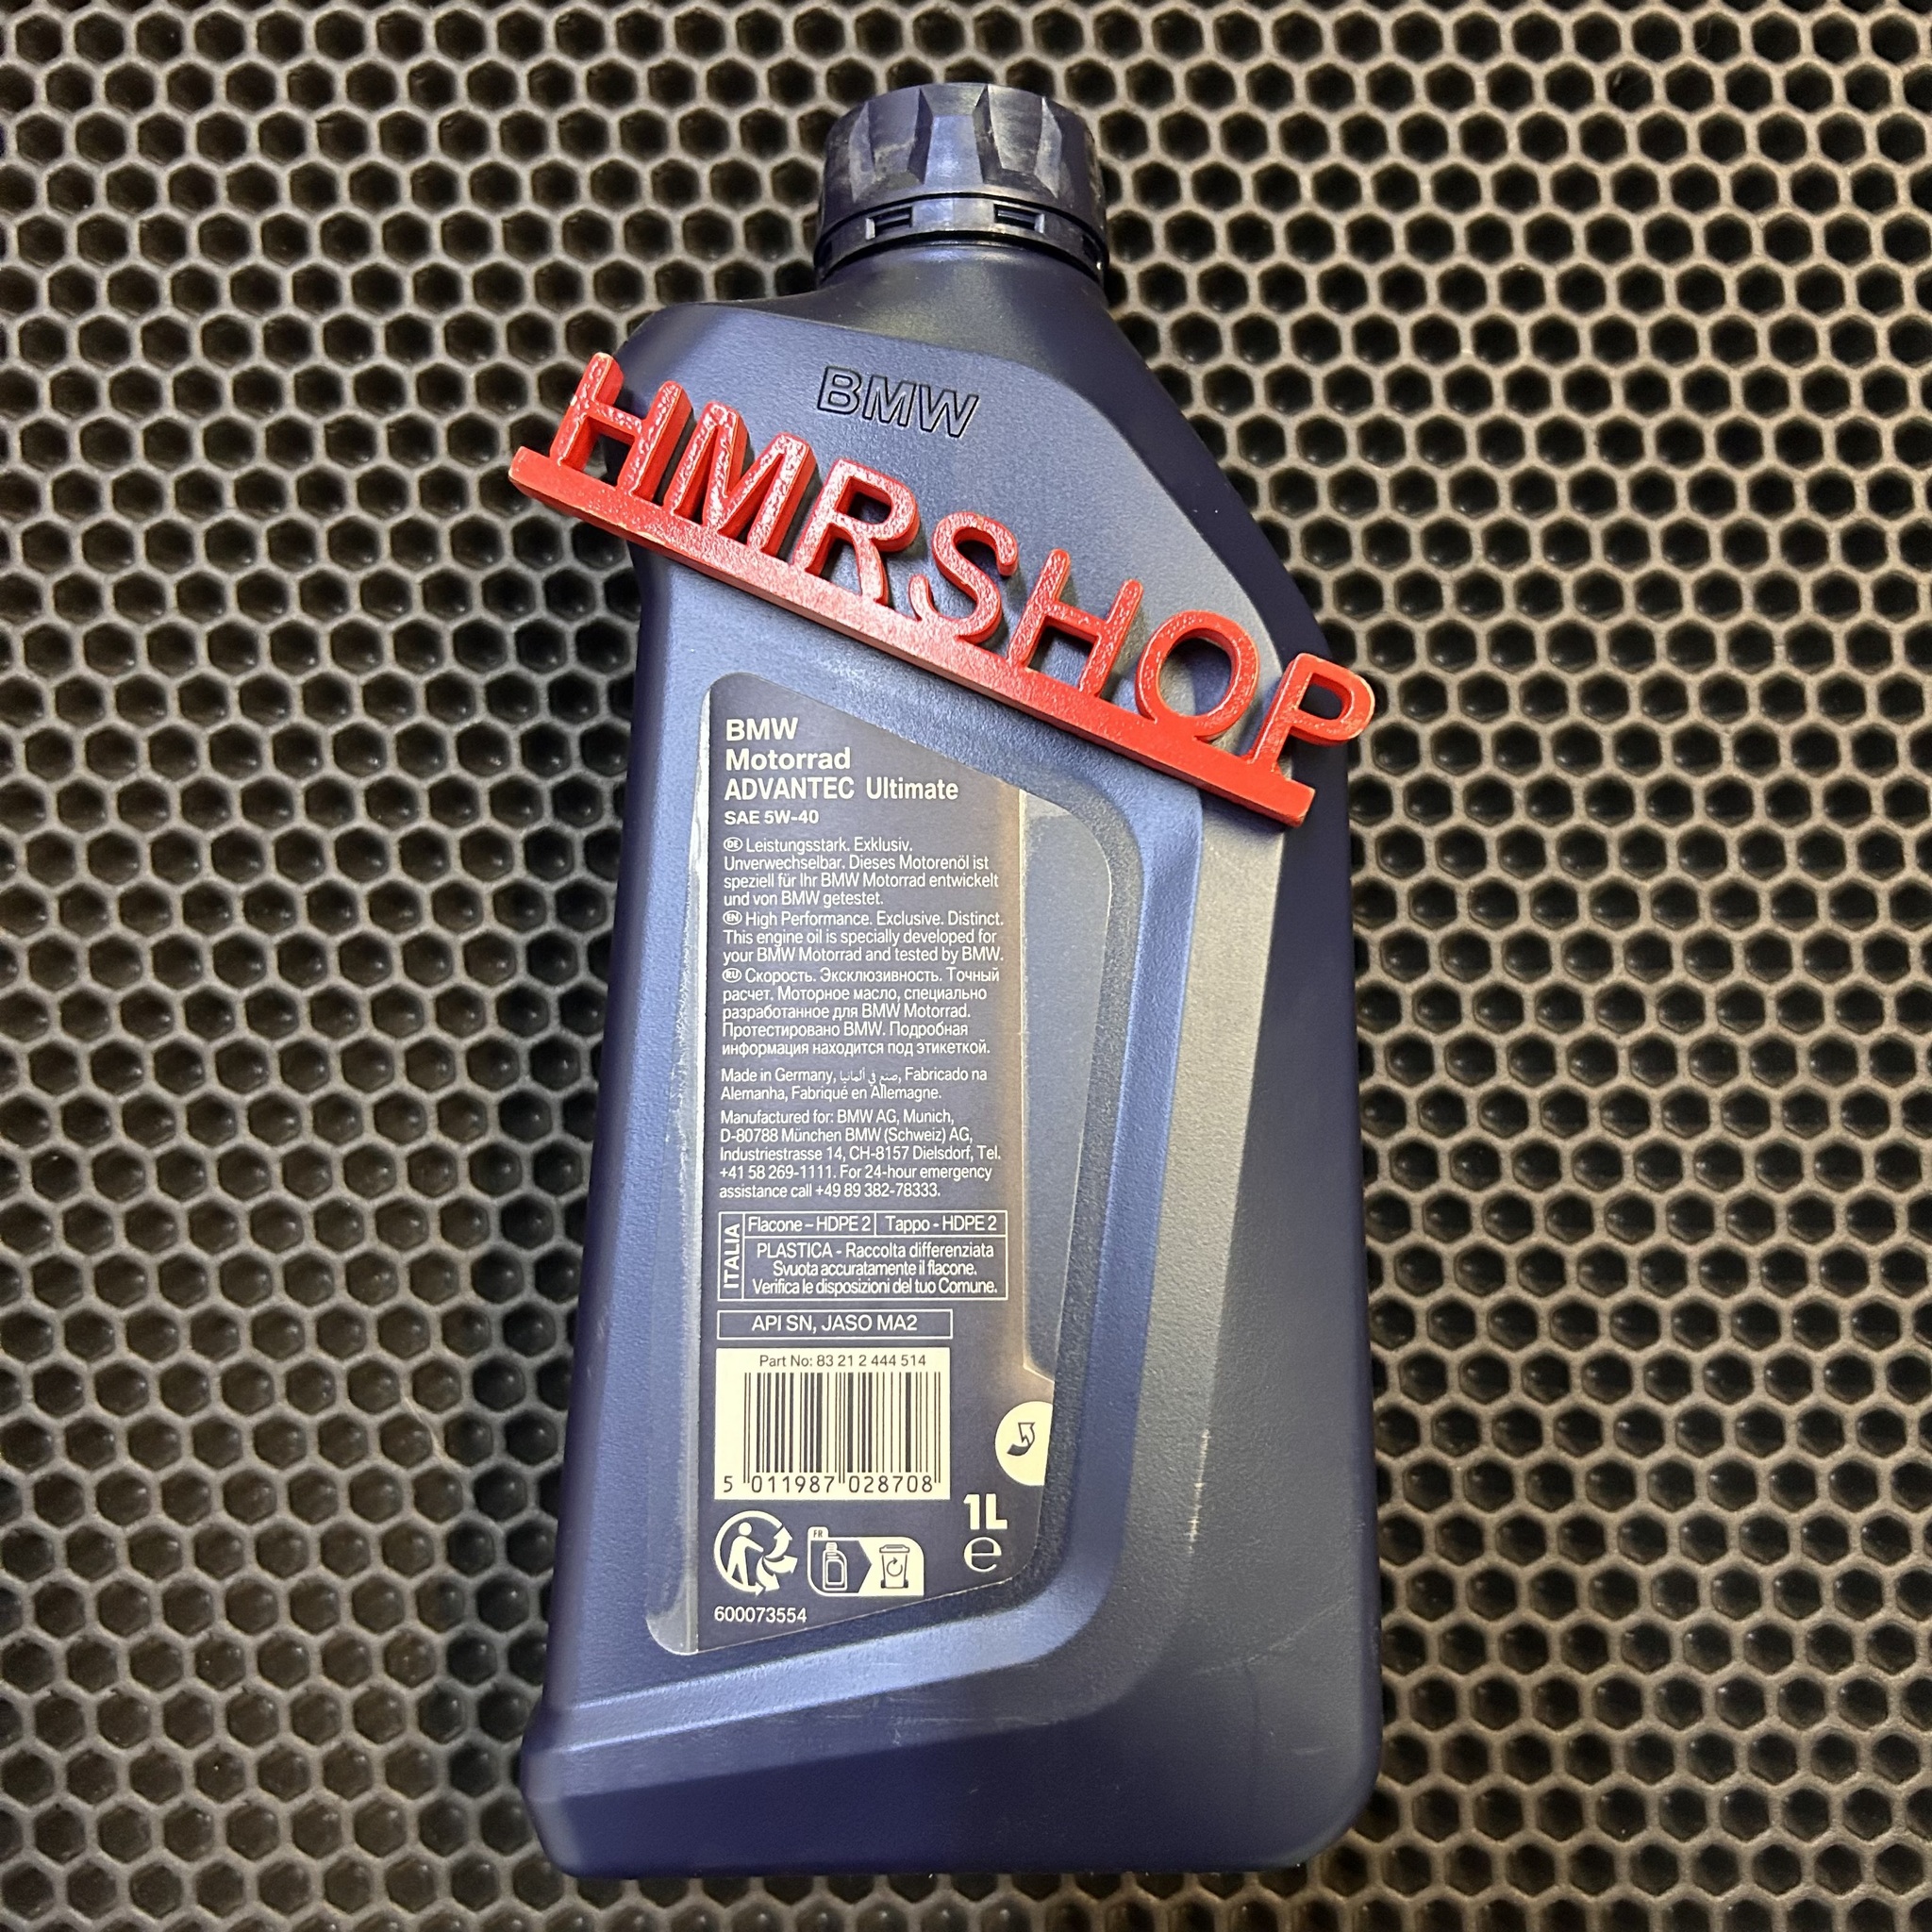 BMW
HMRSHOP
BMW
Motorrad
ADVANTEC Ultimate
SAE 5W-40
DE Leistungsstark. Exklusiv.
Unverwechselbar. Dieses Motorenöl ist
speziell für Ihr BMW Motorrad entwickelt
und von BMW getestet.
EN High Performance. Exclusive. Distinct.
This engine oil is specially developed for
your BMW Motorrad and tested by BMW.
RU Скорость. Эксклюзивность. Точный
расчет. Моторное масло, специально
разработанное для BMW Motorrad.
Протестировано BMW. Подробная
информация находится под этикеткой.
Made in Germany, صنع في ألمانيا, Fabricado na
Alemanha, Fabriqué en Allemagne.
Manufactured for: BMW AG, Munich,
D-80788 München BMW (Schweiz) AG,
Industriestrasse 14, CH-8157 Dielsdorf, Tel.
+41 58 269-1111. For 24-hour emergency
assistance call +49 89 382-78333.
ITALIA
Flacone – HDPE 2 Tappo - HDPE 2
PLASTICA - Raccolta differenziata
Svuota accuratamente il flacone.
Verifica le disposizioni del tuo Comune.
API SN, JASO MA2
Part No: 83 21 2 444 514
5 011987 028708
1L
e
FR
600073554